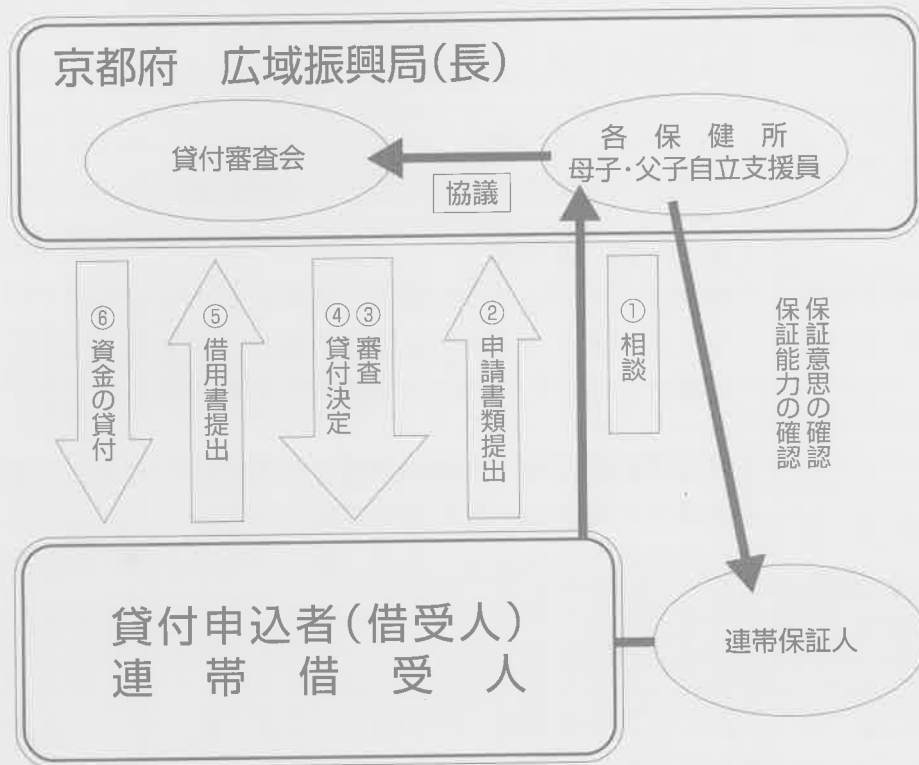 京都府 広域振興局(長)
貸付審査会
各保健所
母子・父子自立支援員
協議
⑥資金の貸付
⑤借用書提出
③審査
④貸付決定
②申請書類提出
①相談
保証意思の確認
保証能力の確認
貸付申込者(借受人)
連帯借受人
連帯保証人